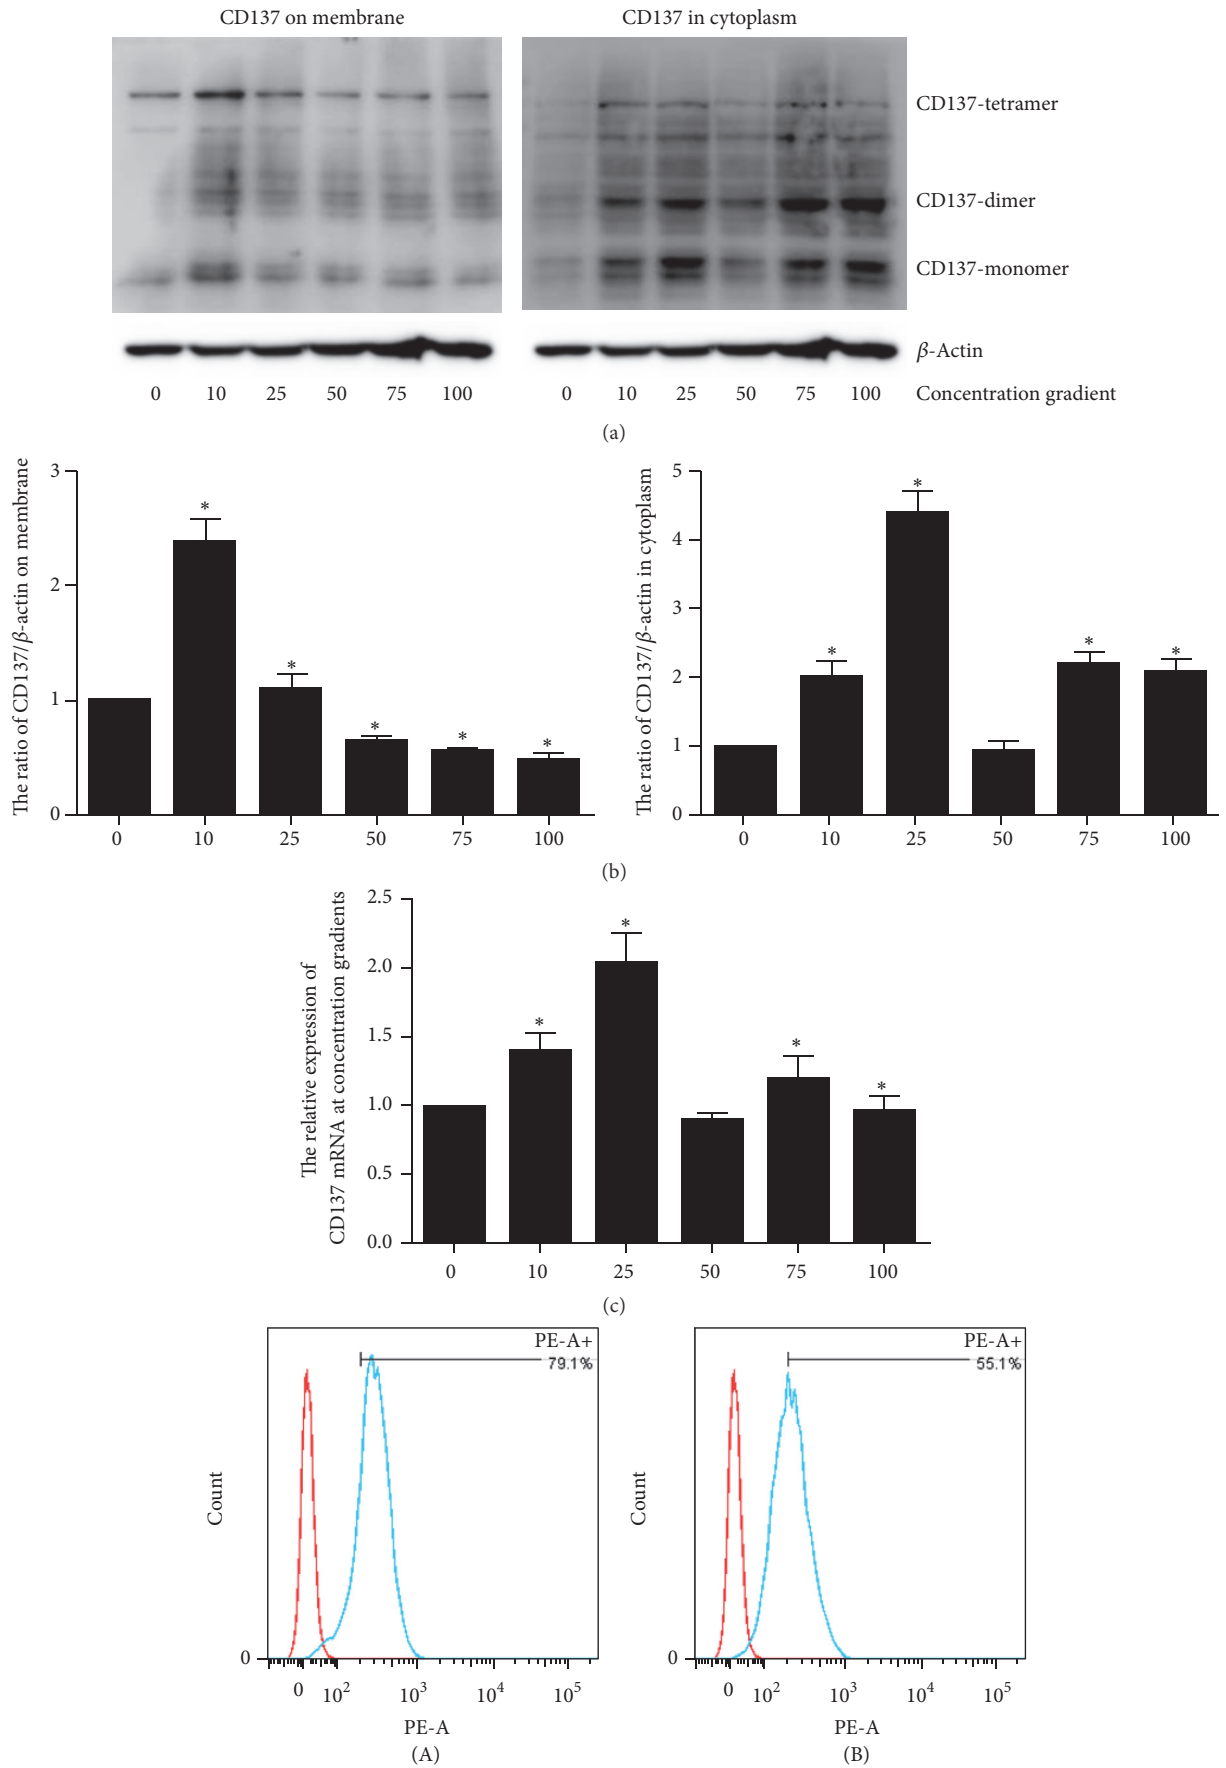 CD137 on membrane
CD137 in cytoplasm
CD137-tetramer
CD137-dimer
CD137-monomer
β-Actin
0 10 25 50 75 100
0 10 25 50 75 100
Concentration gradient
(a)
The ratio of CD137/β-actin on membrane
3
2
1
0
* * * * *
0 10 25 50 75 100
The ratio of CD137/β-actin in cytoplasm
5
4
3
2
1
0
* * * *
0 10 25 50 75 100
(b)
The relative expression of
CD137 mRNA at concentration gradients
2.5
2.0
1.5
1.0
0.5
0.0
* * * *
0 10 25 50 75 100
(c)
PE-A+
79.1%
Count
0
0 10² 10³ 10⁴ 10⁵
PE-A
(A)
PE-A+
55.1%
Count
0
0 10² 10³ 10⁴ 10⁵
PE-A
(B)